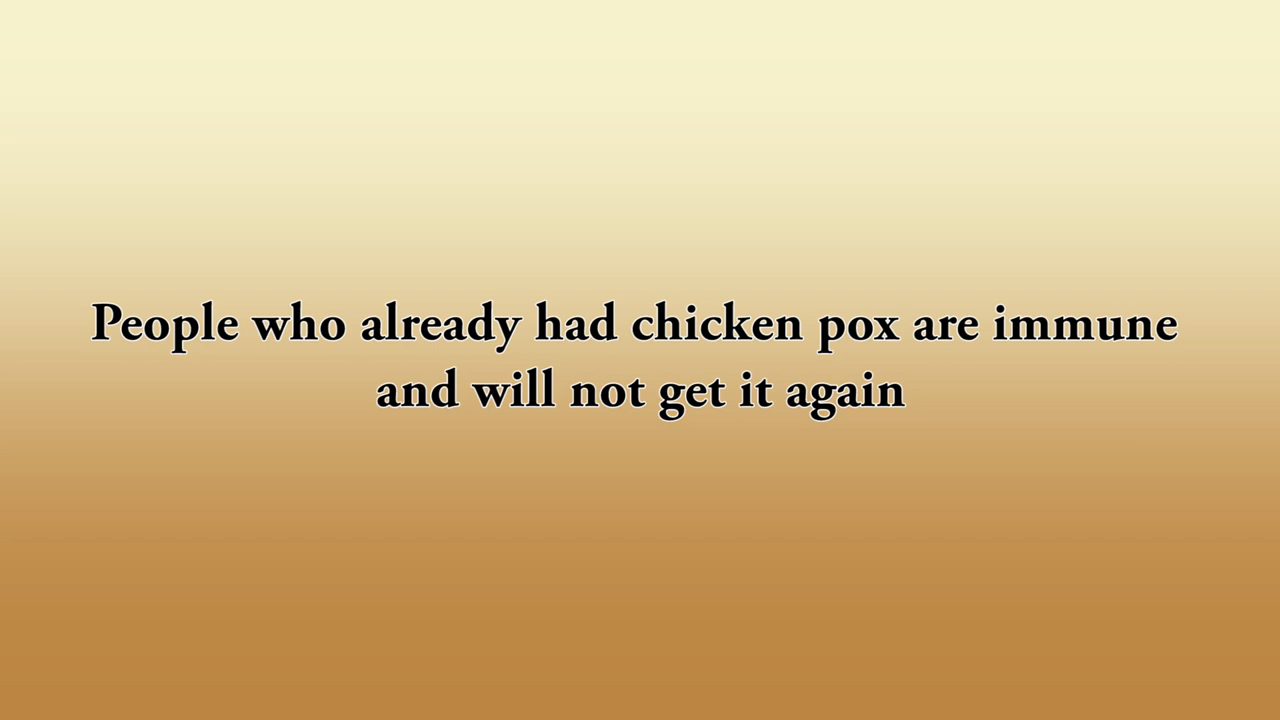 People who already had chicken pox are immune
and will not get it again